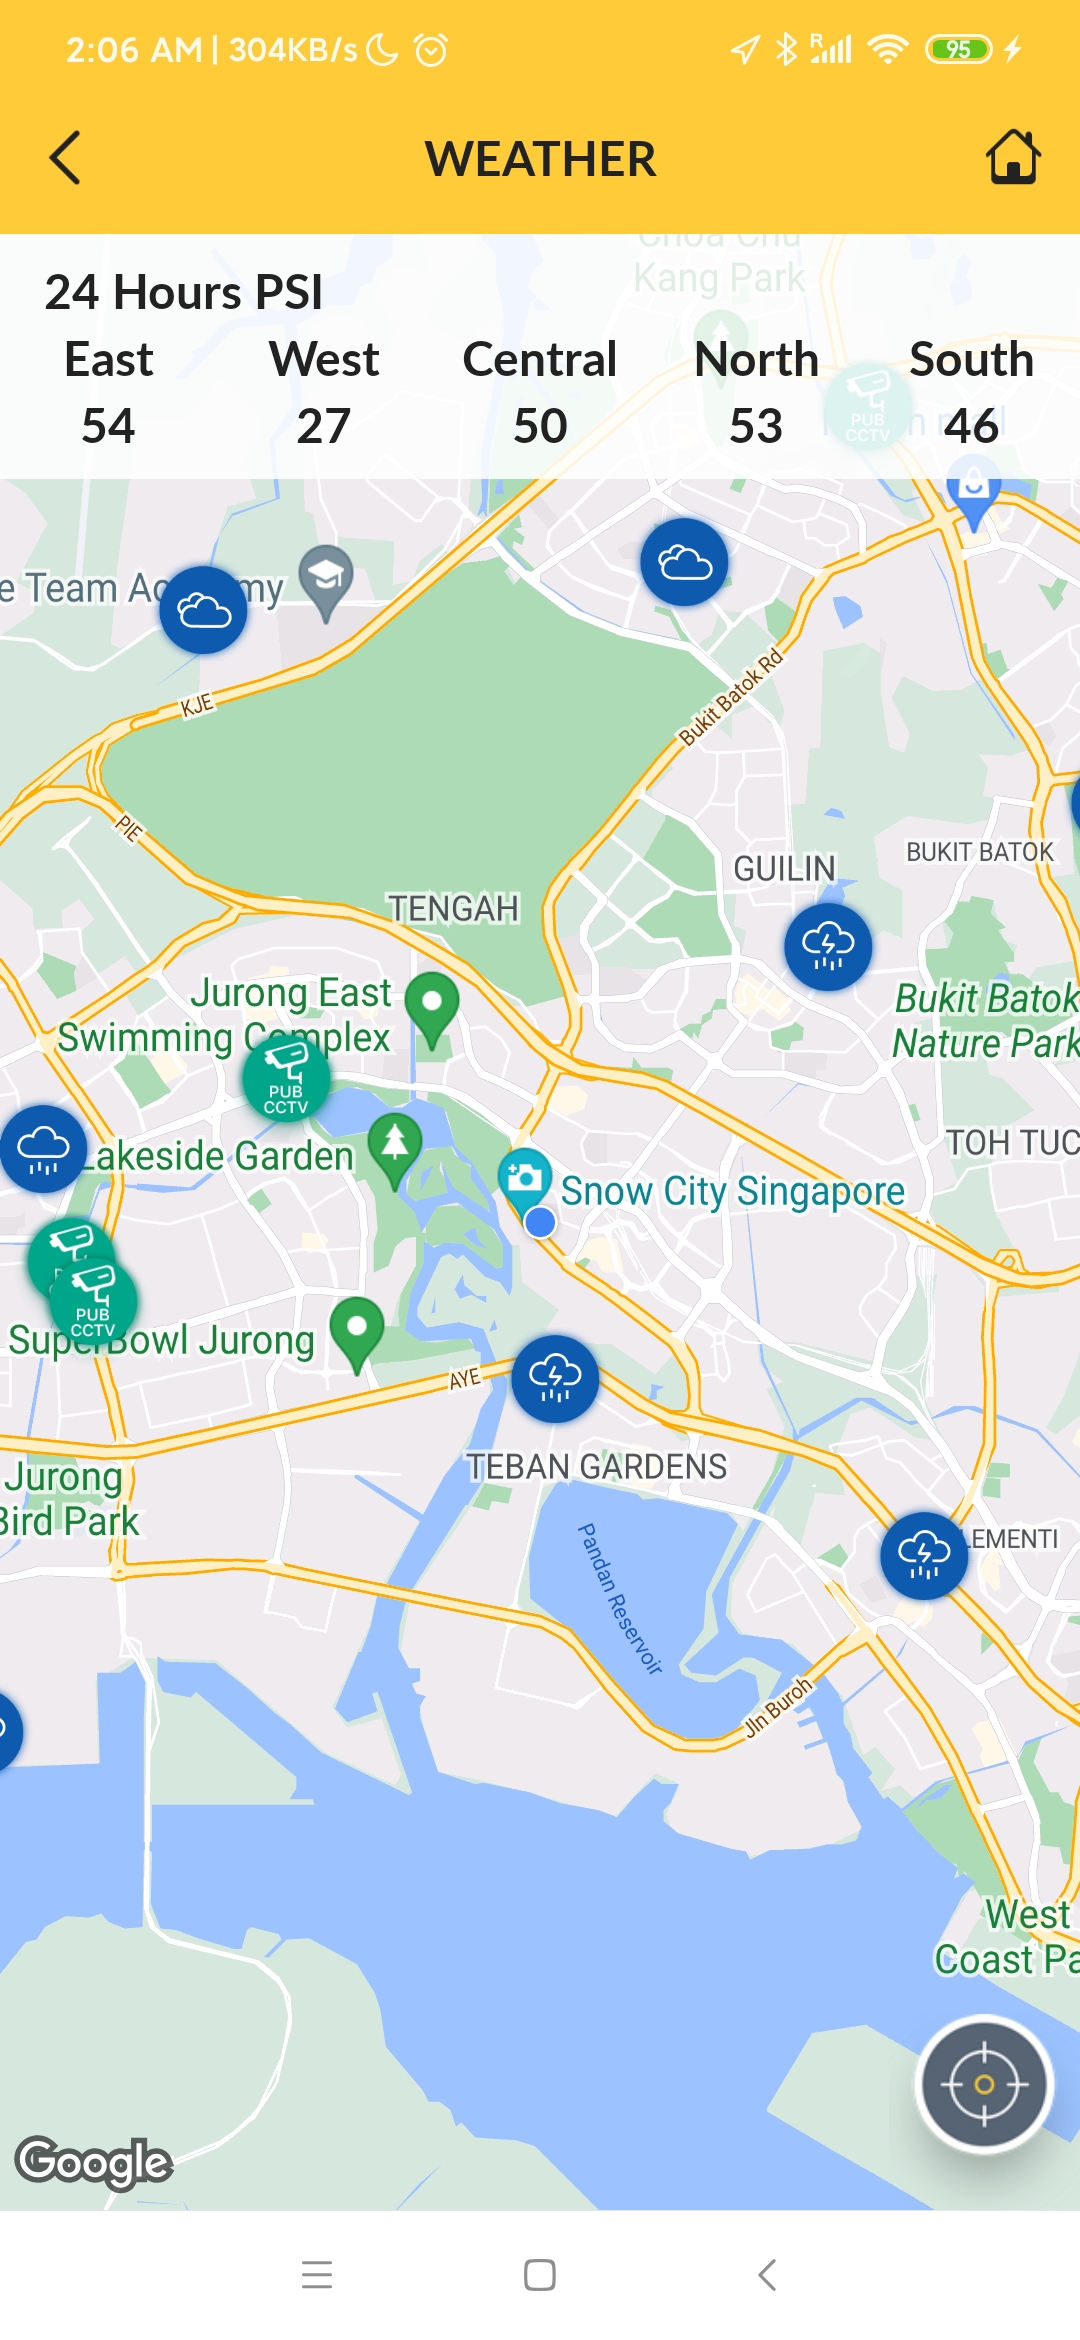 2:06 AM | 304KB/s
R
95
WEATHER
Choa Chu
Kang Park
24 Hours PSI
East West Central North South
54 27 50 53 46
PUB
CCTV
e Team Ac my
KJE
Bukit Batok Rd
PIE
GUILIN
BUKIT BATOK
TENGAH
Jurong East
Swimming Complex
Bukit Batok
Nature Park
PUB
CCTV
Lakeside Garden
TOH TUC
Snow City Singapore
PUB
CCTV
SuperBowl Jurong
AYE
TEBAN GARDENS
Jurong
Bird Park
LEMENTI
Pandan Reservoir
Jln Buroh
West
Coast Pa
Google